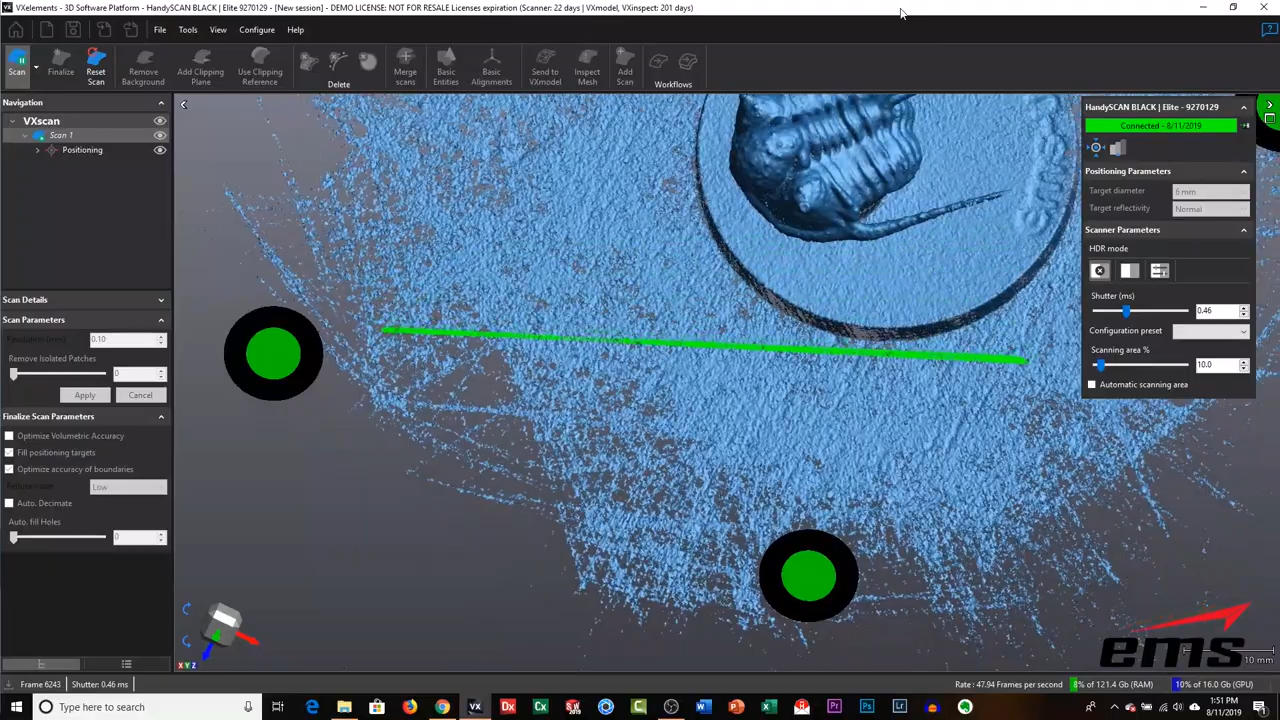 VXelements - 3D Software Platform - HandySCAN BLACK | Elite 9270129 - [New session] - DEMO LICENSE: NOT FOR RESALE Licenses expiration (Scanner: 22 days | VXmodel, VXinspect: 201 days)
File Tools View Configure Help
Scan
Finalize
Reset Scan
Remove Background
Add Clipping Plane
Use Clipping Reference
Delete
Merge scans
Basic Entities
Basic Alignments
Send to VXmodel
Inspect Mesh
Add Scan
Workflows
Navigation
VXscan
Scan 1
Positioning
Scan Details
Scan Parameters
0.10
Remove Isolated Patches
0
Apply Cancel
Finalize Scan Parameters
Optimize Volumetric Accuracy
Fill positioning targets
Optimize accuracy of boundaries
Low
Auto. Decimate
Auto. fill Holes
0
HandySCAN BLACK | Elite - 9270129
Connected - 8/11/2019
Positioning Parameters
Target diameter 6 mm
Target reflectivity Normal
Scanner Parameters
HDR mode
Shutter (ms)
0.46
Configuration preset
Scanning area %
10.0
Automatic scanning area
X Y Z
ems
10 mm
Frame 6243 Shutter: 0.46 ms Rate : 47.94 Frames per second 8% of 121.4 Gb (RAM) 10% of 16.0 Gb (GPU)
Type here to search
1:51 PM
8/11/2019